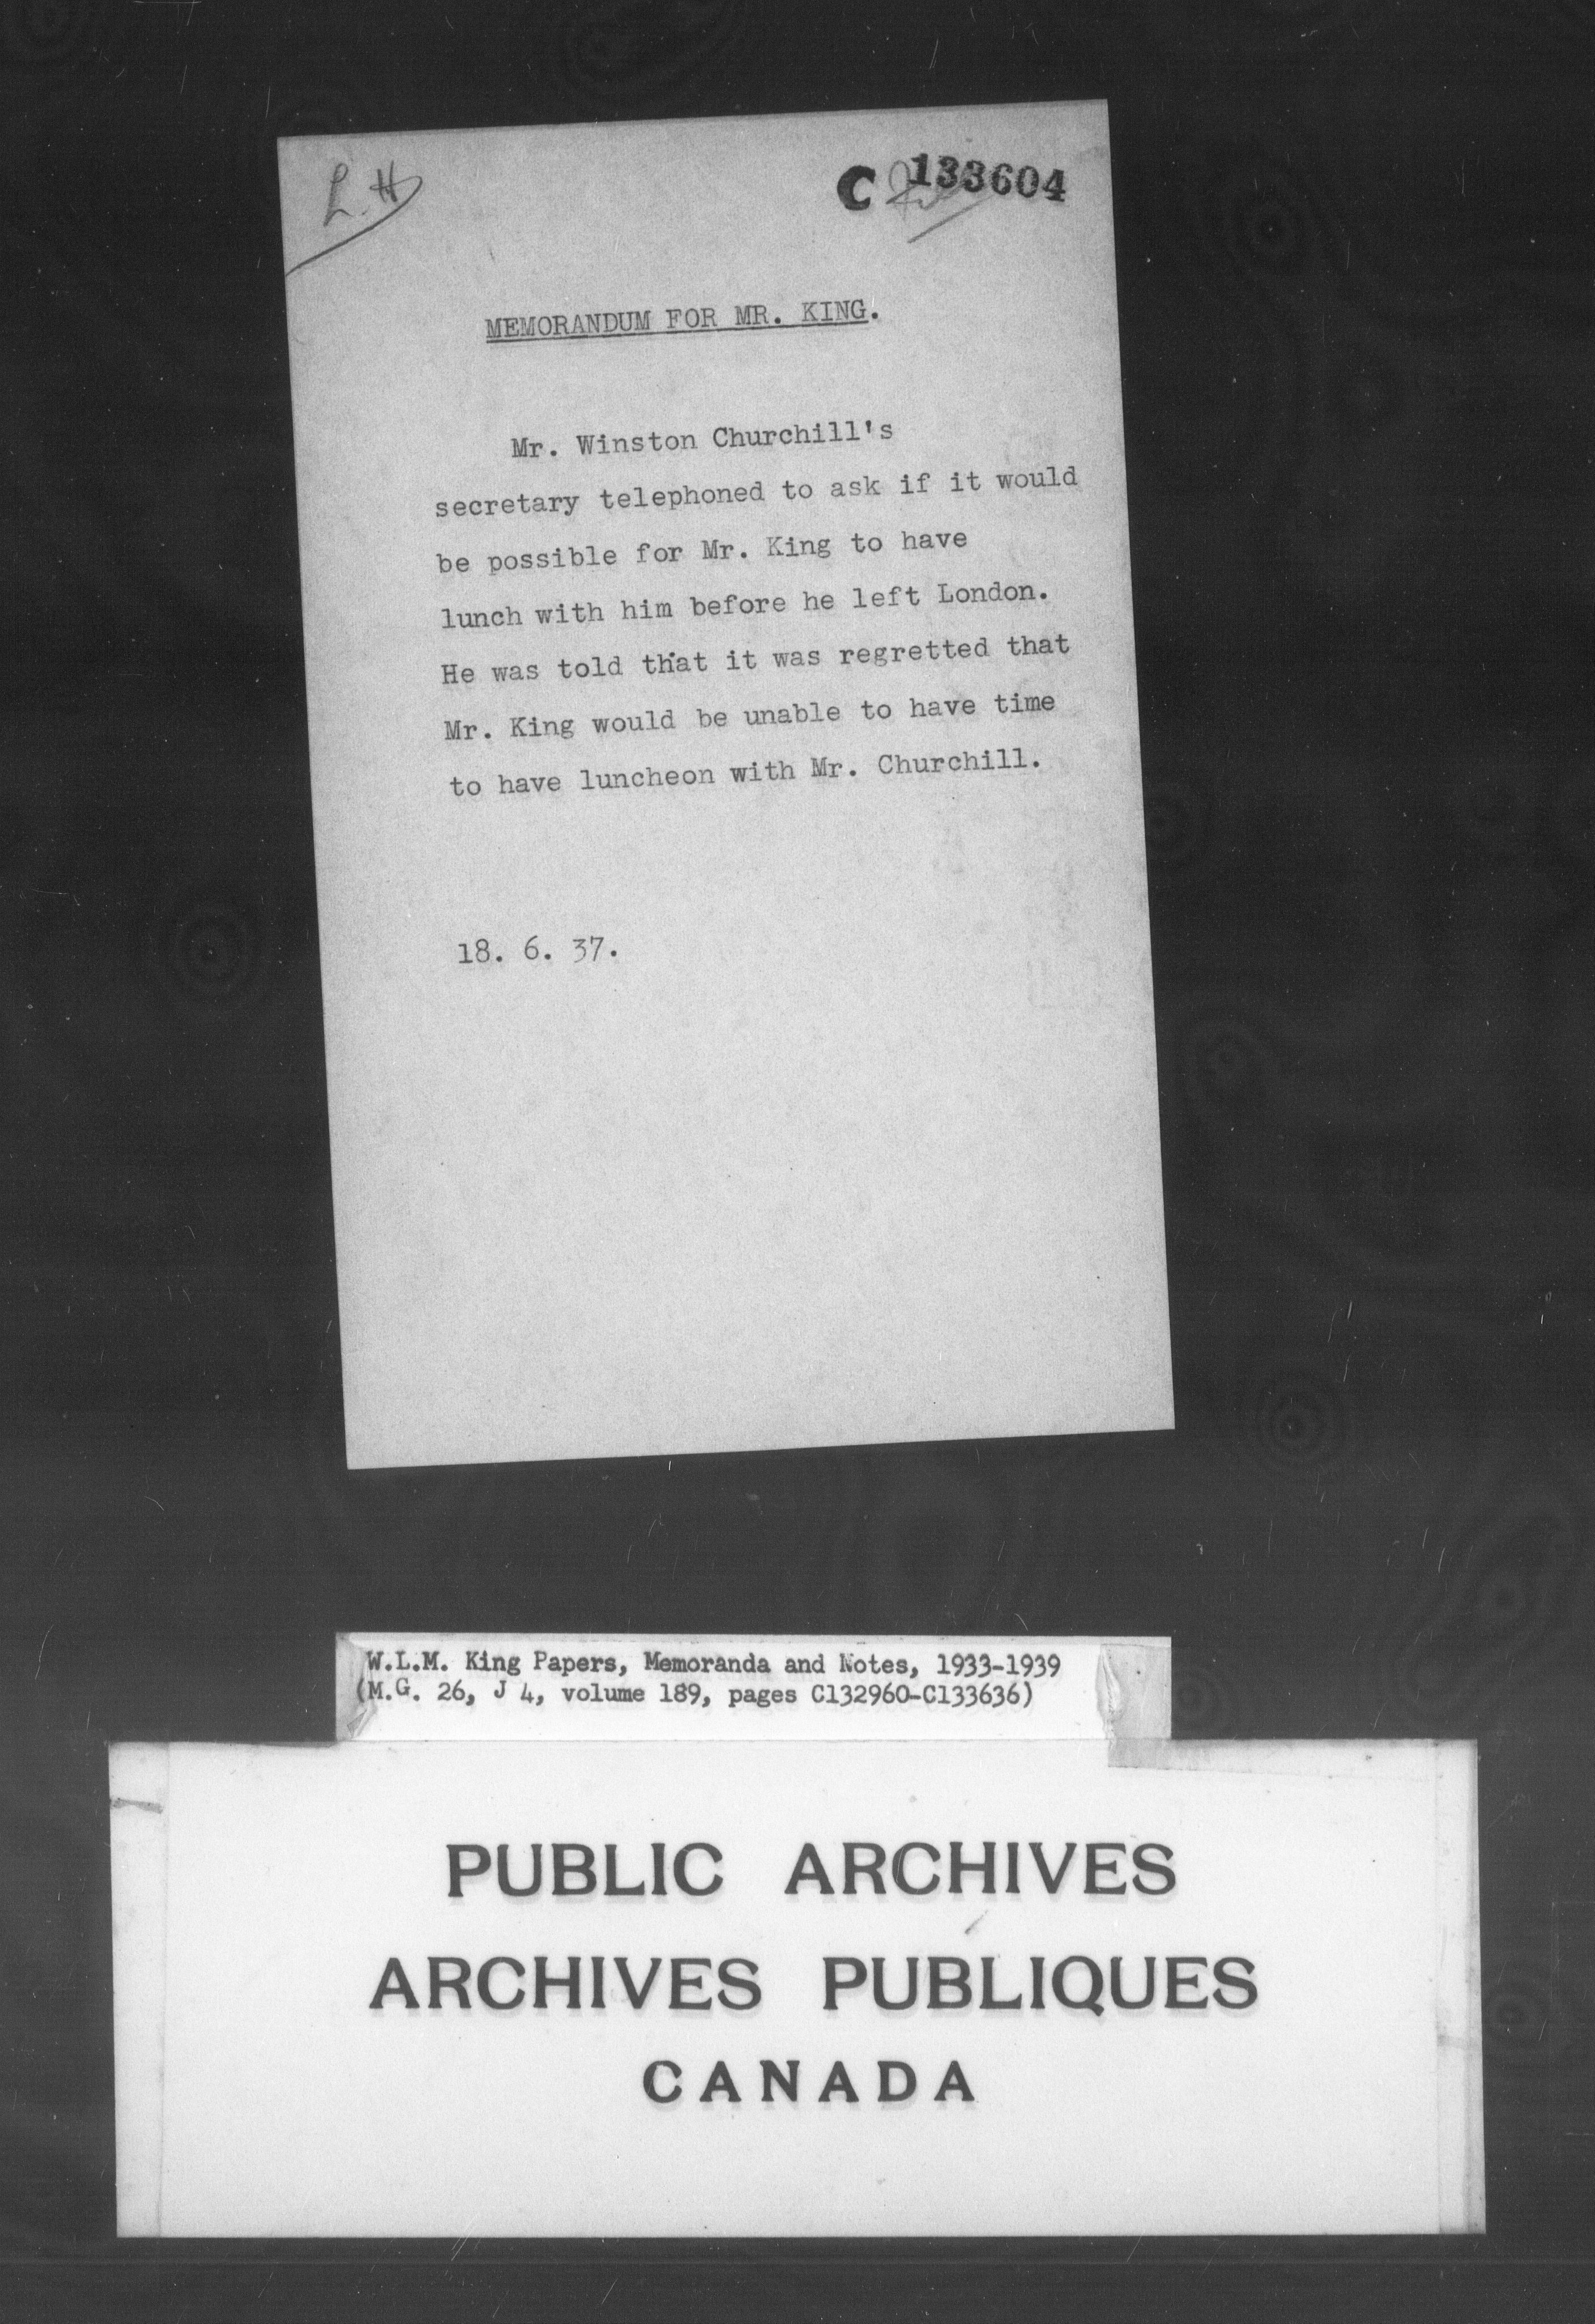 L. H
C 133604
MEMORANDUM FOR MR. KING.
Mr. Winston Churchill's
secretary telephoned to ask if it would
be possible for Mr. King to have
lunch with him before he left London.
He was told that it was regretted that
Mr. King would be unable to have time
to have luncheon with Mr. Churchill.
18. 6. 37.
W.L.M. King Papers, Memoranda and Notes, 1933-1939
(M.G. 26, J 4, volume 189, pages C132960-C133636)
PUBLIC ARCHIVES
ARCHIVES PUBLIQUES
CANADA